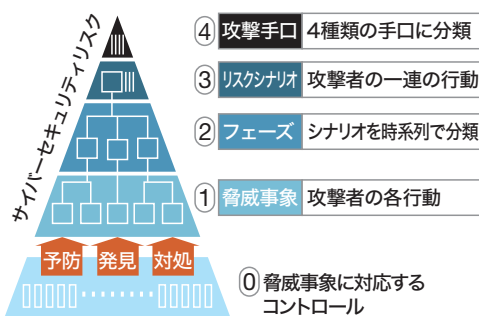 サイバーセキュリティリスク
④ 攻撃手口 4種類の手口に分類
③ リスクシナリオ 攻撃者の一連の行動
② フェーズ シナリオを時系列で分類
① 脅威事象 攻撃者の各行動
予防 発見 対処
⓪ 脅威事象に対応する
コントロール